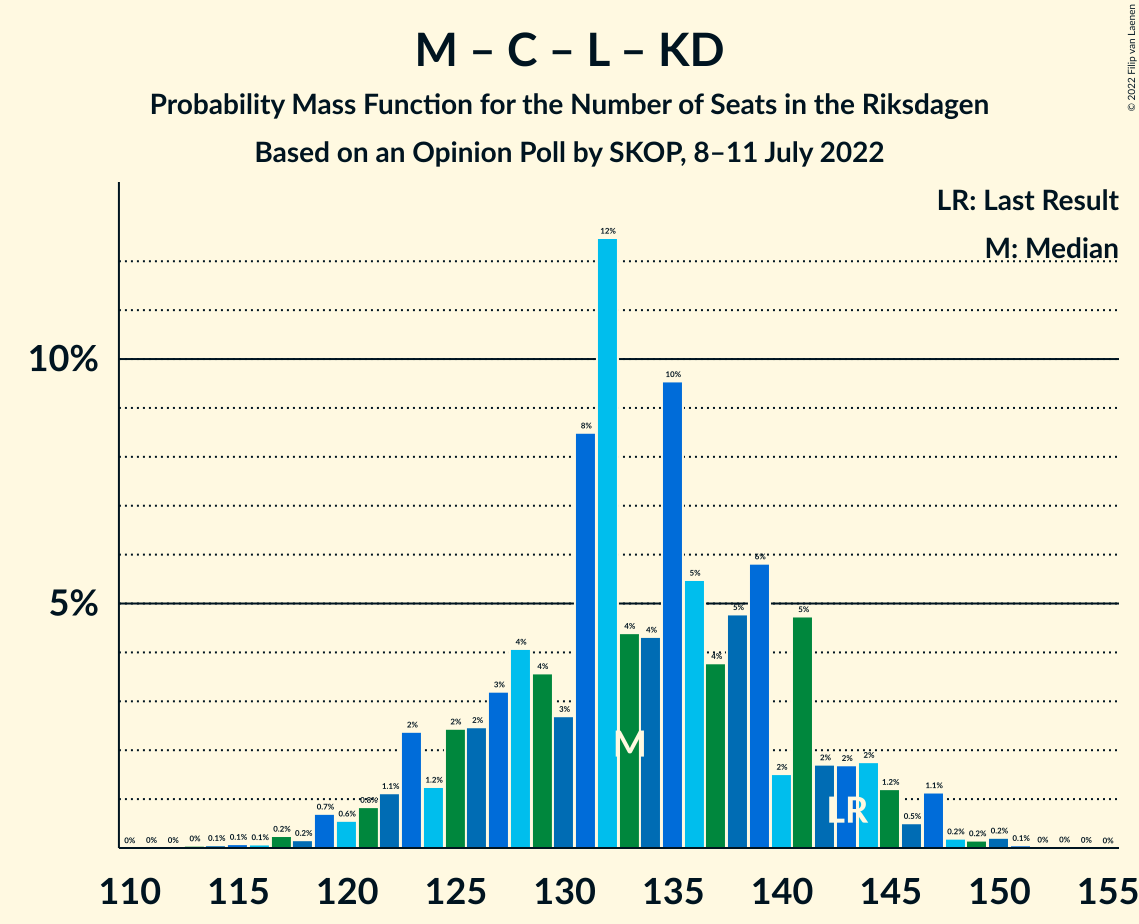 M – C – L – KD
Probability Mass Function for the Number of Seats in the Riksdagen
Based on an Opinion Poll by SKOP, 8–11 July 2022
© 2022 Filip van Laenen
LR: Last Result
M: Median
10%
5%
0% 0% 0% 0% 0.1% 0.1% 0.1% 0.2% 0.2% 0.7% 0.6% 0.8% 1.1% 2% 1.2% 2% 2% 3% 4% 4% 3% 8% 12% 4% 4% 10% 5% 4% 5% 6% 2% 5% 2% 2% 2% 1.2% 0.5% 1.1% 0.2% 0.2% 0.2% 0.1% 0% 0% 0% 0%
M
LR
110 115 120 125 130 135 140 145 150 155